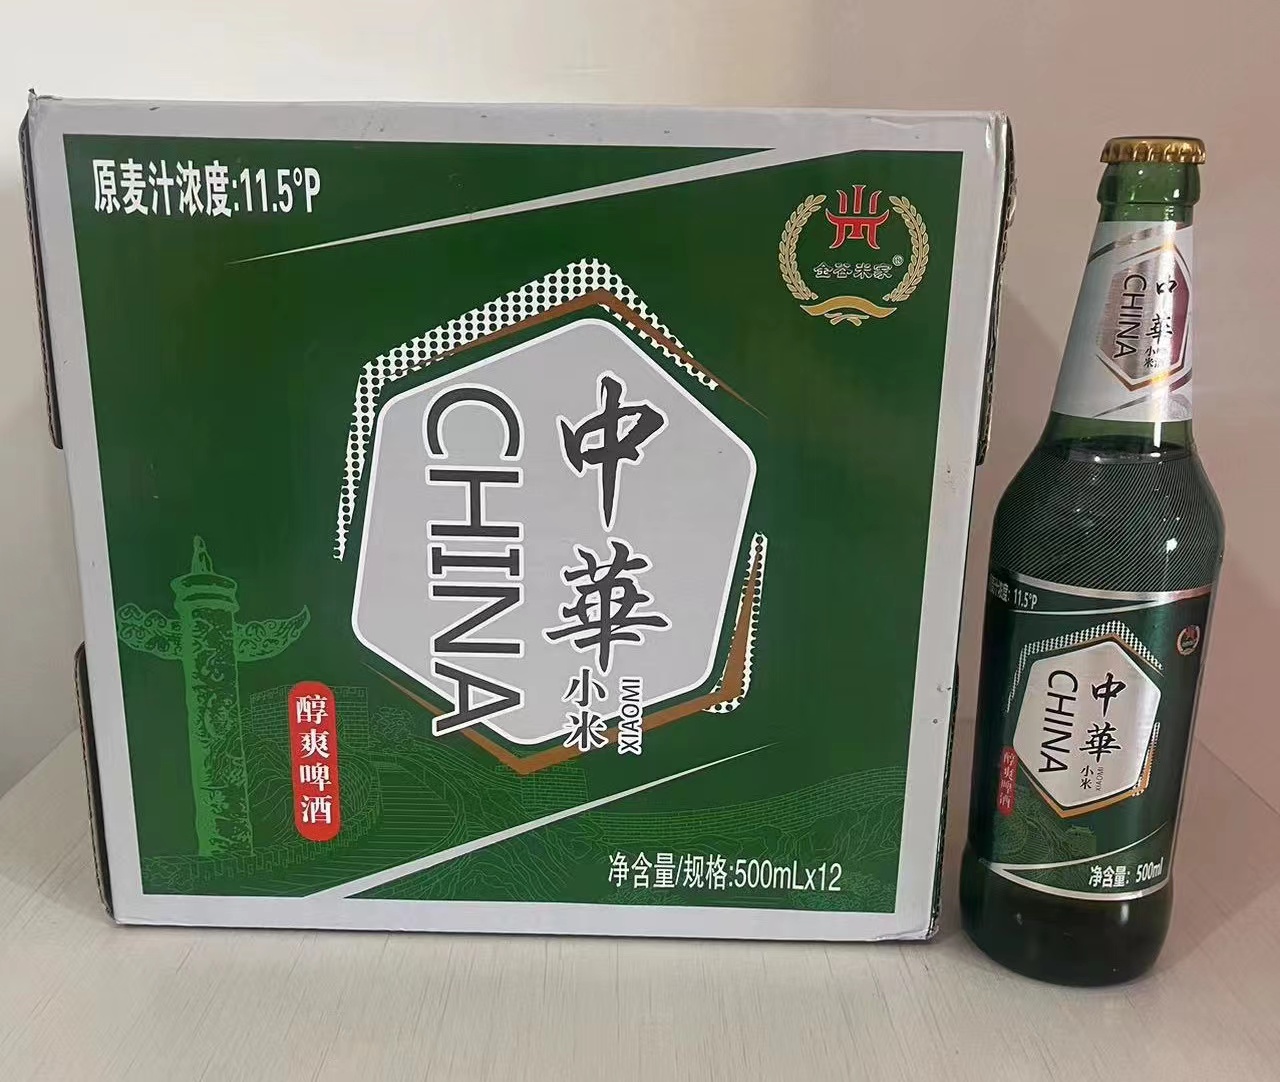 原麦汁浓度:11.5°P
金谷米家®
中華
CHINA
小米
XIAOMI
醇爽啤酒
净含量/规格:500mLx12
中華
CHINA
小米
11.5°P
中華
CHINA
小米
XIAOMI
醇爽啤酒
净含量: 500ml